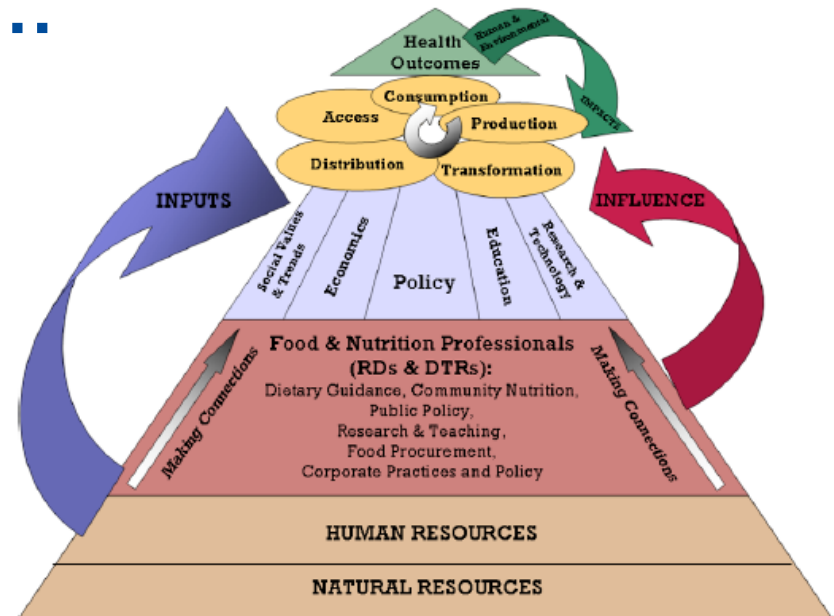 Health
Outcomes
Human &
Environmental
IMPACTS
Consumption
Access
Production
Distribution
Transformation
INPUTS
INFLUENCE
Social Values
& Trends
Economics
Policy
Education
Research &
Technology
Food & Nutrition Professionals
(RDs & DTRs):
Dietary Guidance, Community Nutrition,
Public Policy,
Research & Teaching,
Food Procurement,
Corporate Practices and Policy
Making Connections
Making Connections
HUMAN RESOURCES
NATURAL RESOURCES